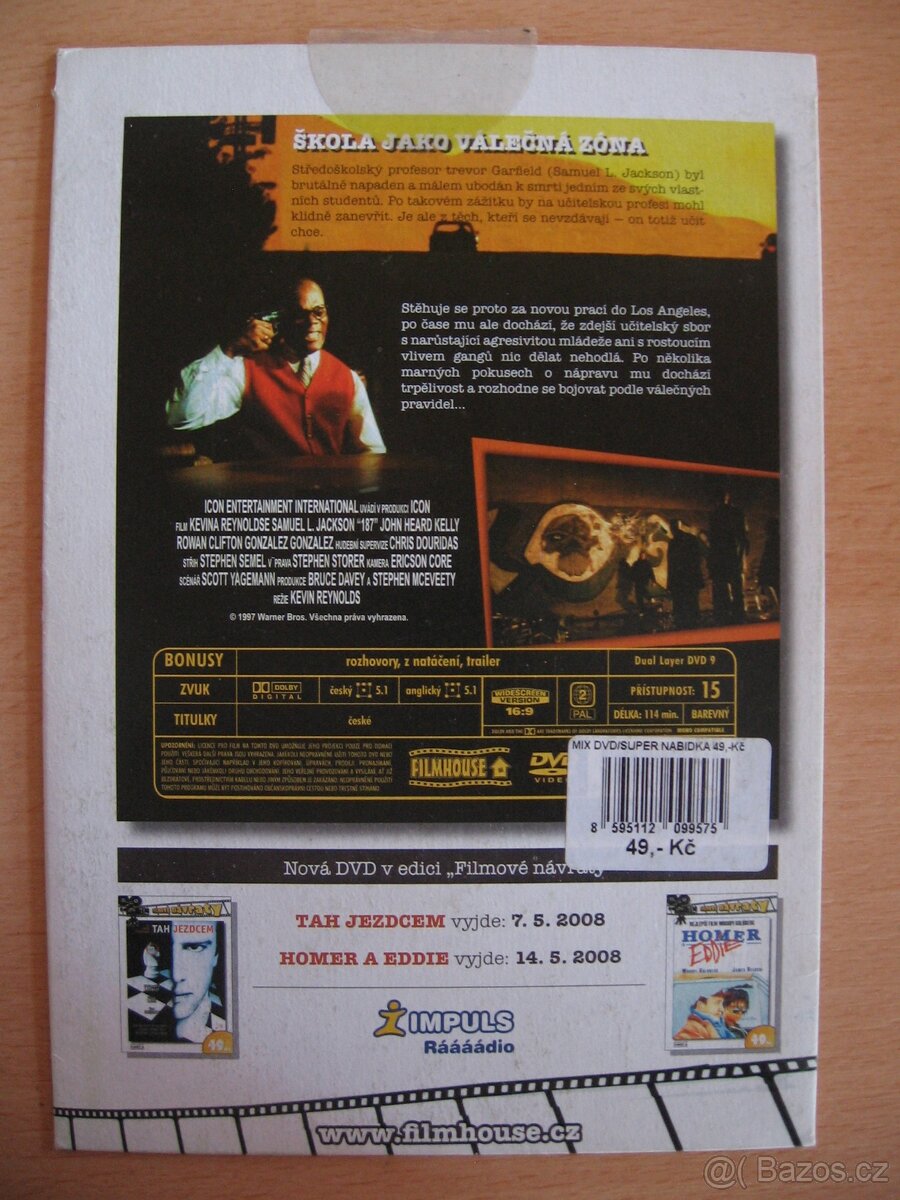 ŠKOLA JAKO VÁLEČNÁ ZÓNA
Středoškolský profesor trevor Garfield (Samuel L. Jackson) byl
brutálně napaden a málem ubodán k smrti jedním ze svých vlast-
ních studentů. Po takovém zážitku by na učitelskou profesi mohl
klidně zanevřít. Je ale z těch, kteří se nevzdávají – on totiž učit
chce.
Stěhuje se proto za novou prací do Los Angeles,
po čase mu ale dochází, že zdejší učitelský sbor
s narůstající agresivitou mládeže ani s rostoucím
vlivem gangů nic dělat nehodlá. Po několika
marných pokusech o nápravu mu dochází
trpělivost a rozhodne se bojovat podle válečných
pravidel...
ICON ENTERTAINMENT INTERNATIONAL UVÁDÍ V PRODUKCI ICON
FILM KEVINA REYNOLDSE SAMUEL L. JACKSON "187" JOHN HEARD KELLY
ROWAN CLIFTON GONZALEZ GONZALEZ HUDEBNÍ SUPERVIZE CHRIS DOURIDAS
STŘIH STEPHEN SEMEL VˇPRAVA STEPHEN STORER KAMERA ERICSON CORE
SCÉNÁŘ SCOTT YAGEMANN PRODUKCE BRUCE DAVEY A STEPHEN MCEVEETY
REŽIE KEVIN REYNOLDS
© 1997 Warner Bros. Všechna práva vyhrazena.
BONUSY rozhovory, z natáčení, trailer Dual Layer DVD 9
ZVUK DOLBY DIGITAL český 5.1 anglický 5.1 WIDESCREEN VERSION 16:9 2 PAL PŘÍSTUPNOST: 15
TITULKY české DÉLKA: 114 min. BAREVNÝ
FILMHOUSE DVD VIDEO
MIX DVD/SUPER NABIDKA 49,-Kč
8 595112 099575
49,- Kč
Nová DVD v edici „Filmové návraty
TAH JEZDCEM vyjde: 7. 5. 2008
HOMER A EDDIE vyjde: 14. 5. 2008
TAH JEZDCEM
49
HOMER
EDDIE
49
IMPULS
Ráááádio
www.filmhouse.cz
@( Bazos.cz